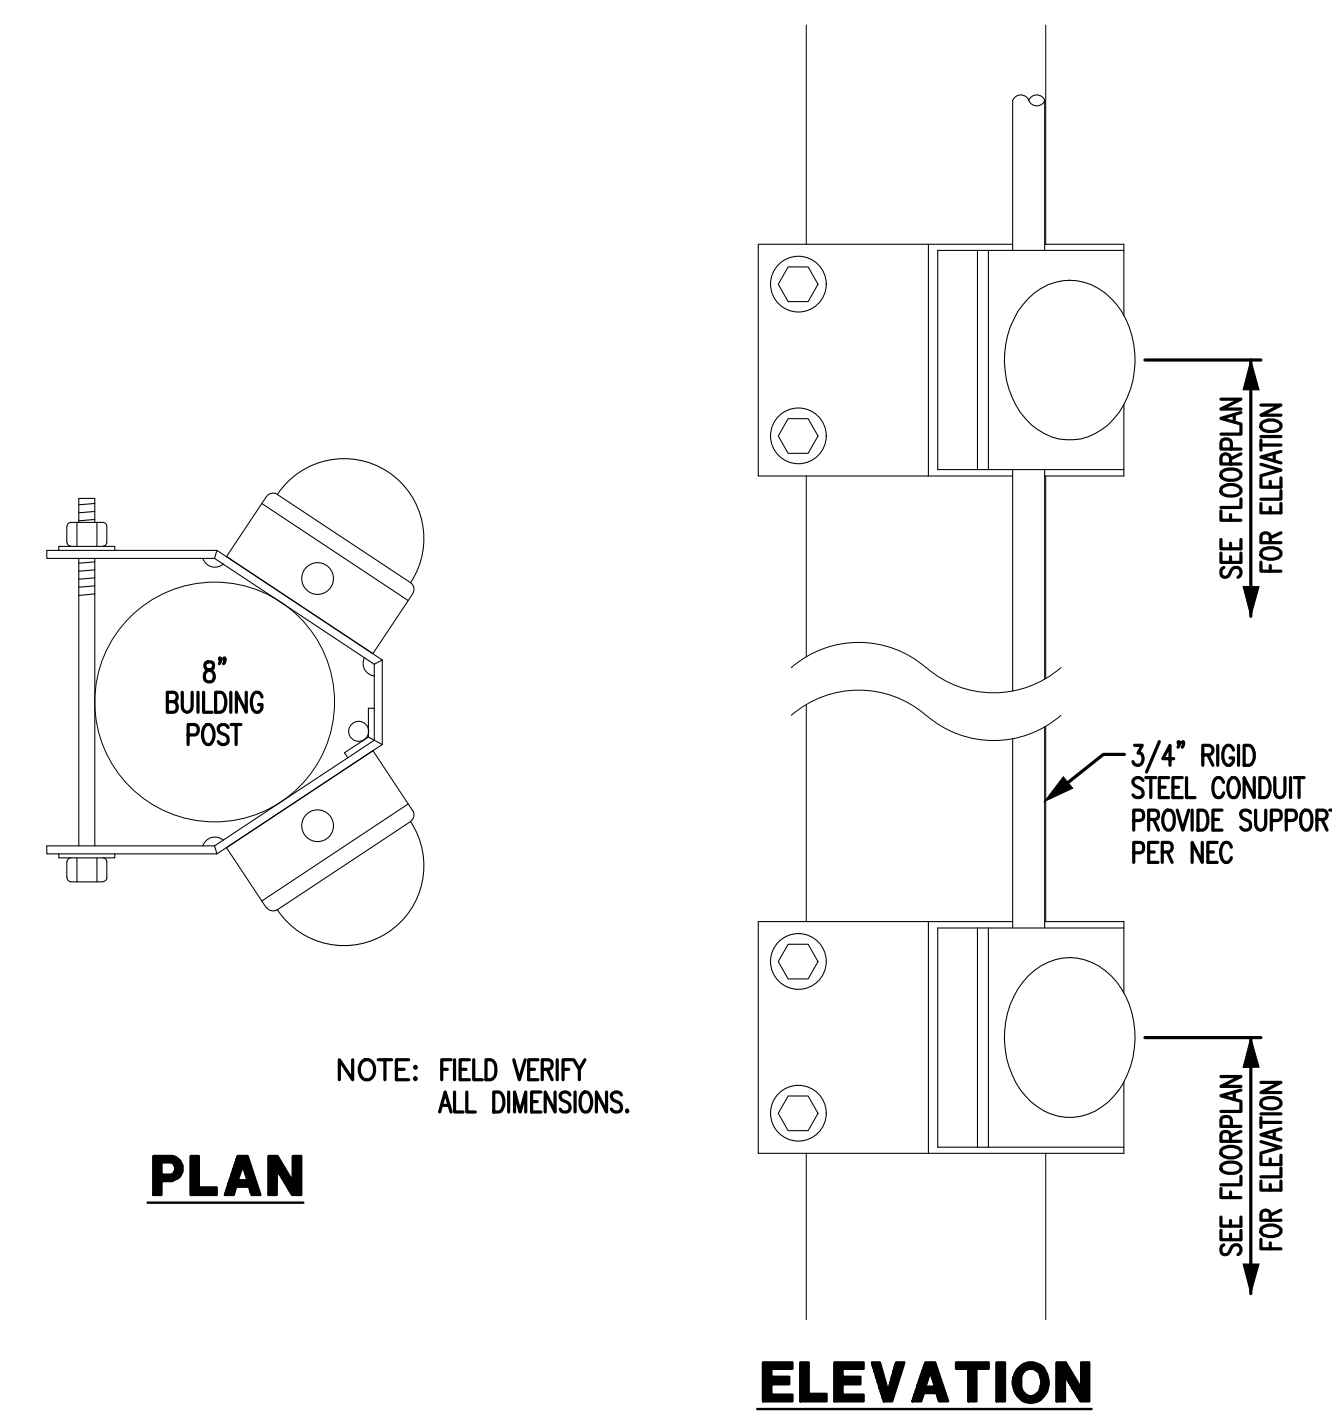 8"
BUILDING
POST
NOTE: FIELD VERIFY
ALL DIMENSIONS.
PLAN
SEE FLOORPLAN
FOR ELEVATION
3/4" RIGID
STEEL CONDUIT
PROVIDE SUPPORT
PER NEC
SEE FLOORPLAN
FOR ELEVATION
ELEVATION